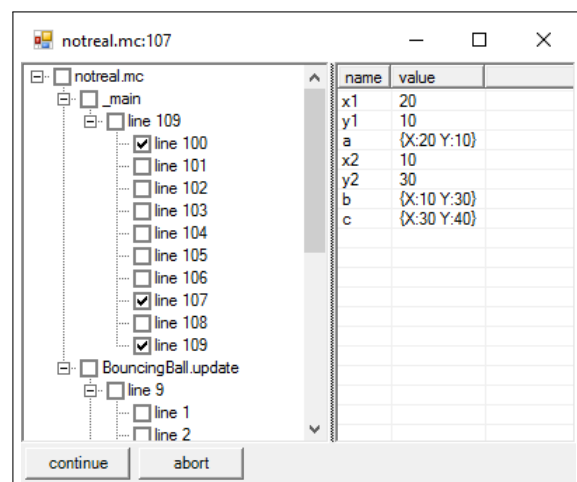 notreal.mc:107
notreal.mc
_main
line 109
line 100
line 101
line 102
line 103
line 104
line 105
line 106
line 107
line 108
line 109
BouncingBall.update
line 9
line 1
line 2
name value
x1 20
y1 10
a {X:20 Y:10}
x2 10
y2 30
b {X:10 Y:30}
c {X:30 Y:40}
continue abort